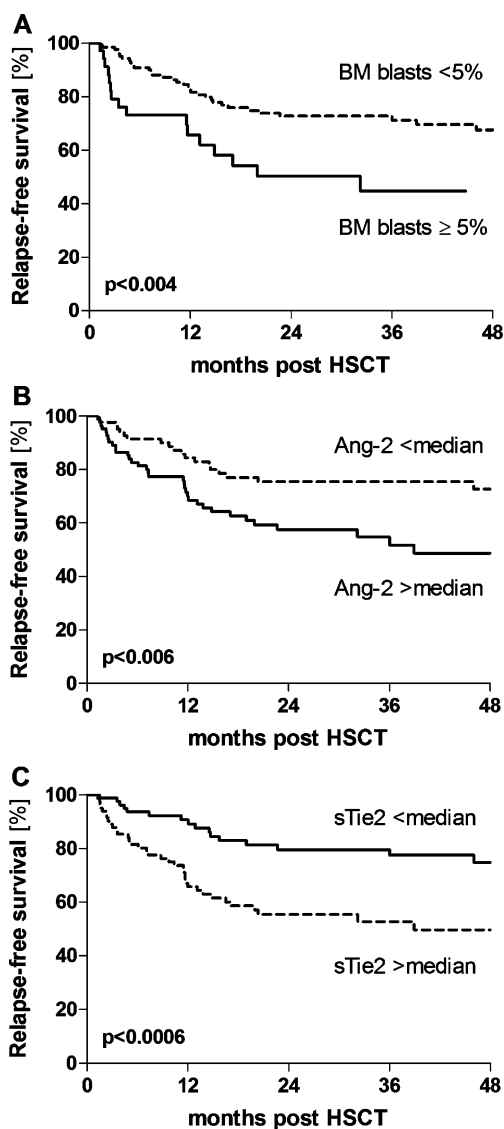 A
Relapse-free survival [%]
100
80
60
40
20
0
BM blasts <5%
BM blasts ≥ 5%
p<0.004
0 12 24 36 48
months post HSCT
B
Relapse-free survival [%]
100
80
60
40
20
0
Ang-2 <median
Ang-2 >median
p<0.006
0 12 24 36 48
months post HSCT
C
Relapse-free survival [%]
100
80
60
40
20
0
sTie2 <median
sTie2 >median
p<0.0006
0 12 24 36 48
months post HSCT